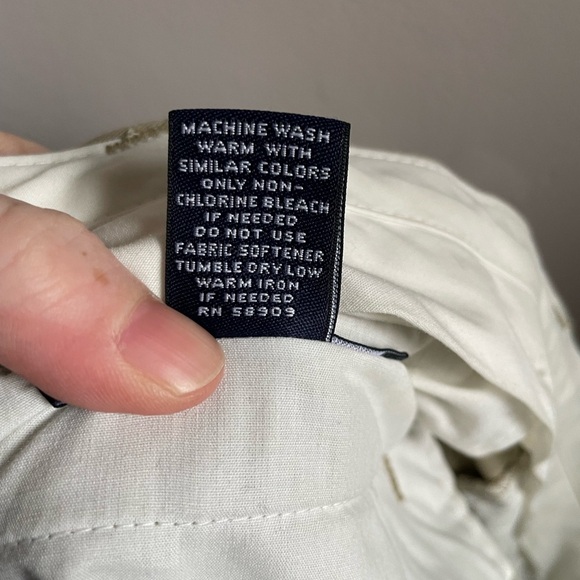 MACHINE WASH
WARM WITH
SIMILAR COLORS
ONLY NON-
CHLORINE BLEACH
IF NEEDED
DO NOT USE
FABRIC SOFTENER
TUMBLE DRY LOW
WARM IRON
IF NEEDED
RN 58909